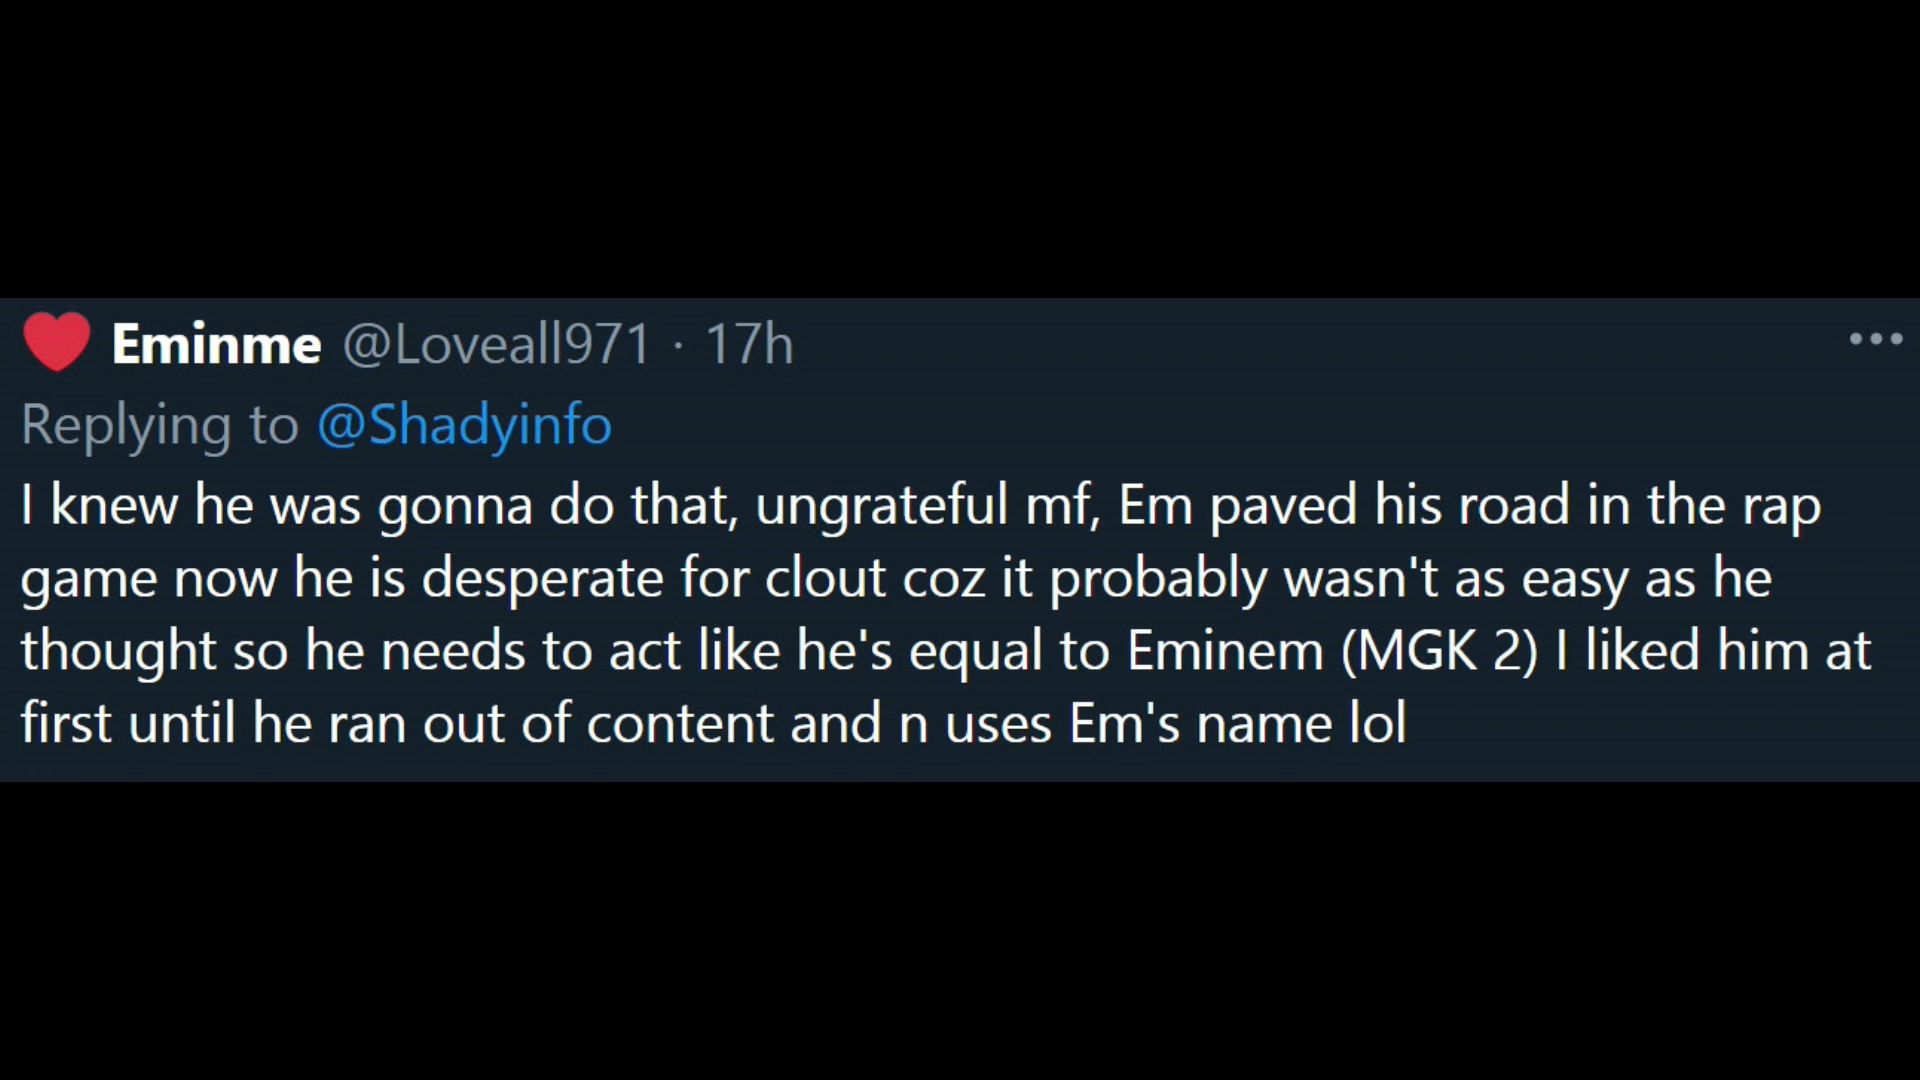 ❤️ Eminme @Loveall971 · 17h
Replying to @Shadyinfo
I knew he was gonna do that, ungrateful mf, Em paved his road in the rap
game now he is desperate for clout coz it probably wasn't as easy as he
thought so he needs to act like he's equal to Eminem (MGK 2) I liked him at
first until he ran out of content and n uses Em's name lol